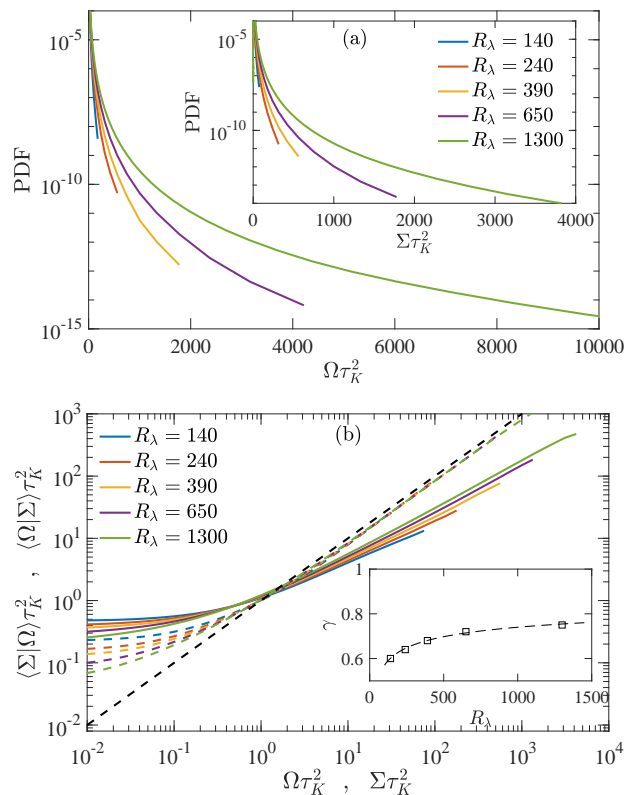 (a)
10^{-5}
10^{-10}
10^{-15}
PDF
0 2000 4000 6000 8000 10000
Ωτ_K^2
10^{-5}
10^{-10}
PDF
0 1000 2000 3000 4000
Στ_K^2
R_λ = 140
R_λ = 240
R_λ = 390
R_λ = 650
R_λ = 1300
(b)
10^3
10^2
10^1
10^0
10^{-1}
10^{-2}
⟨Σ|Ω⟩τ_K^2 , ⟨Ω|Σ⟩τ_K^2
R_λ = 140
R_λ = 240
R_λ = 390
R_λ = 650
R_λ = 1300
1
0.8
0.6
γ
0 500 1000 1500
R_λ
10^{-2} 10^{-1} 10^0 10^1 10^2 10^3 10^4
Ωτ_K^2 , Στ_K^2